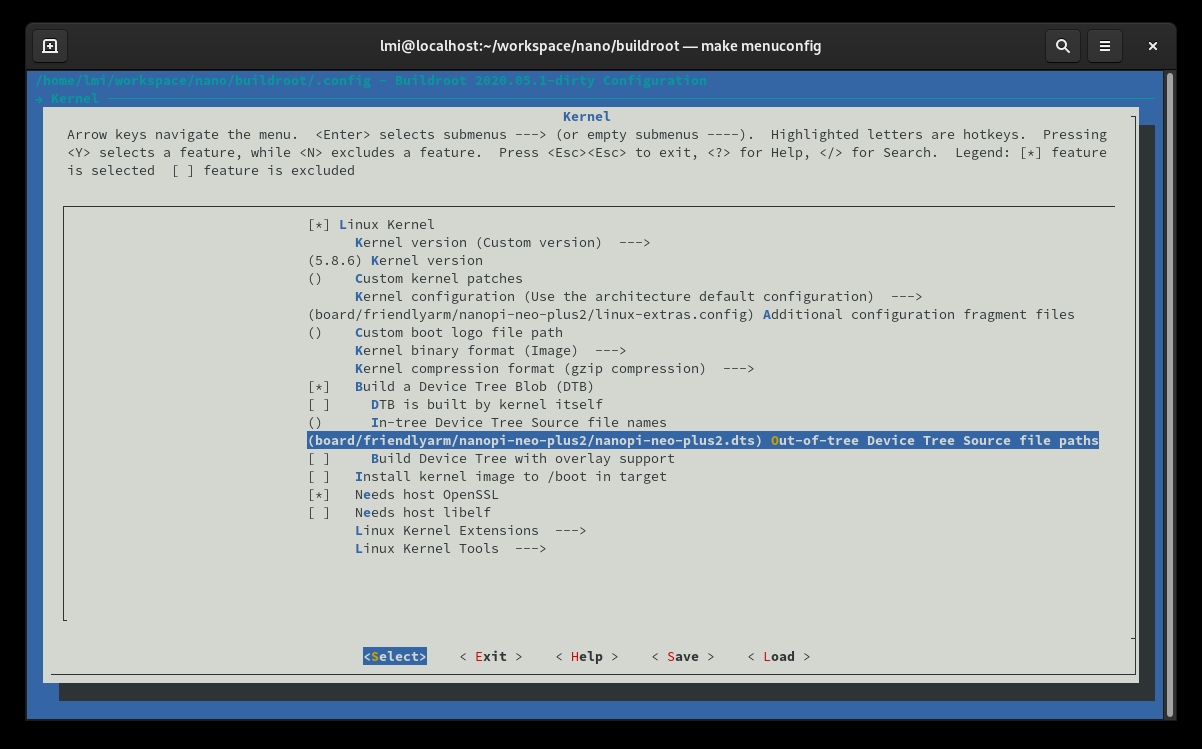 lmi@localhost:~/workspace/nano/buildroot — make menuconfig
/home/lmi/workspace/nano/buildroot/.config - Buildroot 2020.05.1-dirty Configuration
→ Kernel
Kernel
Arrow keys navigate the menu.  <Enter> selects submenus ---> (or empty submenus ----).  Highlighted letters are hotkeys.  Pressing
<Y> selects a feature, while <N> excludes a feature.  Press <Esc><Esc> to exit, <?> for Help, </> for Search.  Legend: [*] feature
is selected  [ ] feature is excluded
[*] Linux Kernel
Kernel version (Custom version)  --->
(5.8.6) Kernel version
()    Custom kernel patches
Kernel configuration (Use the architecture default configuration)  --->
(board/friendlyarm/nanopi-neo-plus2/linux-extras.config) Additional configuration fragment files
()    Custom boot logo file path
Kernel binary format (Image)  --->
Kernel compression format (gzip compression)  --->
[*]   Build a Device Tree Blob (DTB)
[ ]     DTB is built by kernel itself
()      In-tree Device Tree Source file names
(board/friendlyarm/nanopi-neo-plus2/nanopi-neo-plus2.dts) Out-of-tree Device Tree Source file paths
[ ]     Build Device Tree with overlay support
[ ]   Install kernel image to /boot in target
[*]   Needs host OpenSSL
[ ]   Needs host libelf
Linux Kernel Extensions  --->
Linux Kernel Tools  --->
<Select>    < Exit >    < Help >    < Save >    < Load >